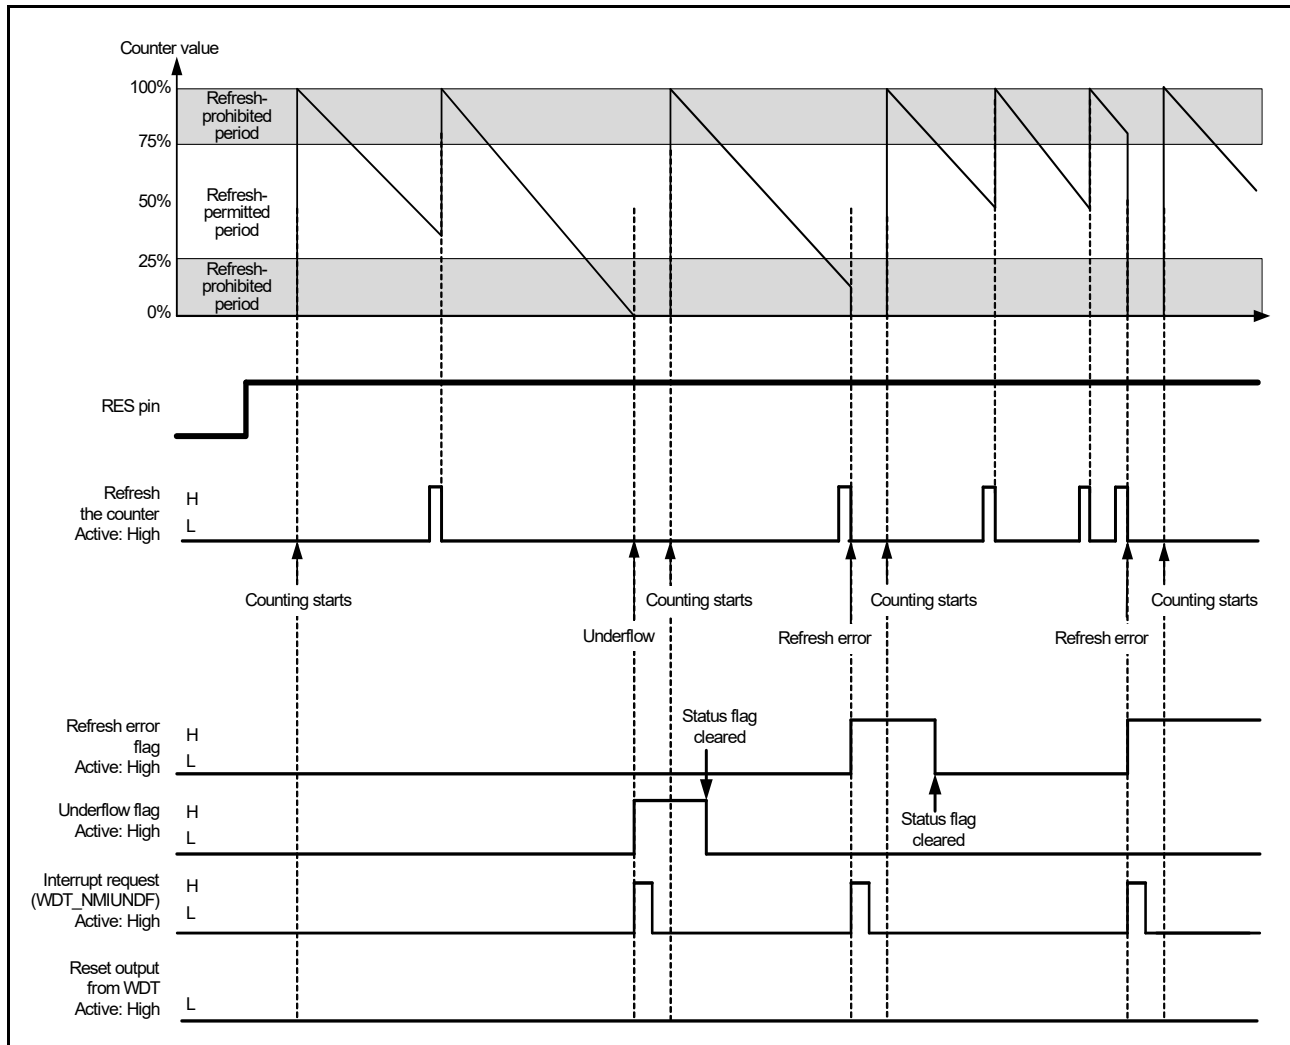 Counter value
100%
Refresh-
prohibited
period
75%
50%
Refresh-
permitted
period
25%
Refresh-
prohibited
period
0%
RES pin
Refresh
the counter
Active: High
H
L
Counting starts
Counting starts
Counting starts
Counting starts
Underflow
Refresh error
Refresh error
Refresh error
flag
Active: High
H
L
Status flag
cleared
Status flag
cleared
Underflow flag
Active: High
H
L
Interrupt request
(WDT_NMIUNDF)
Active: High
H
L
Reset output
from WDT
Active: High
L